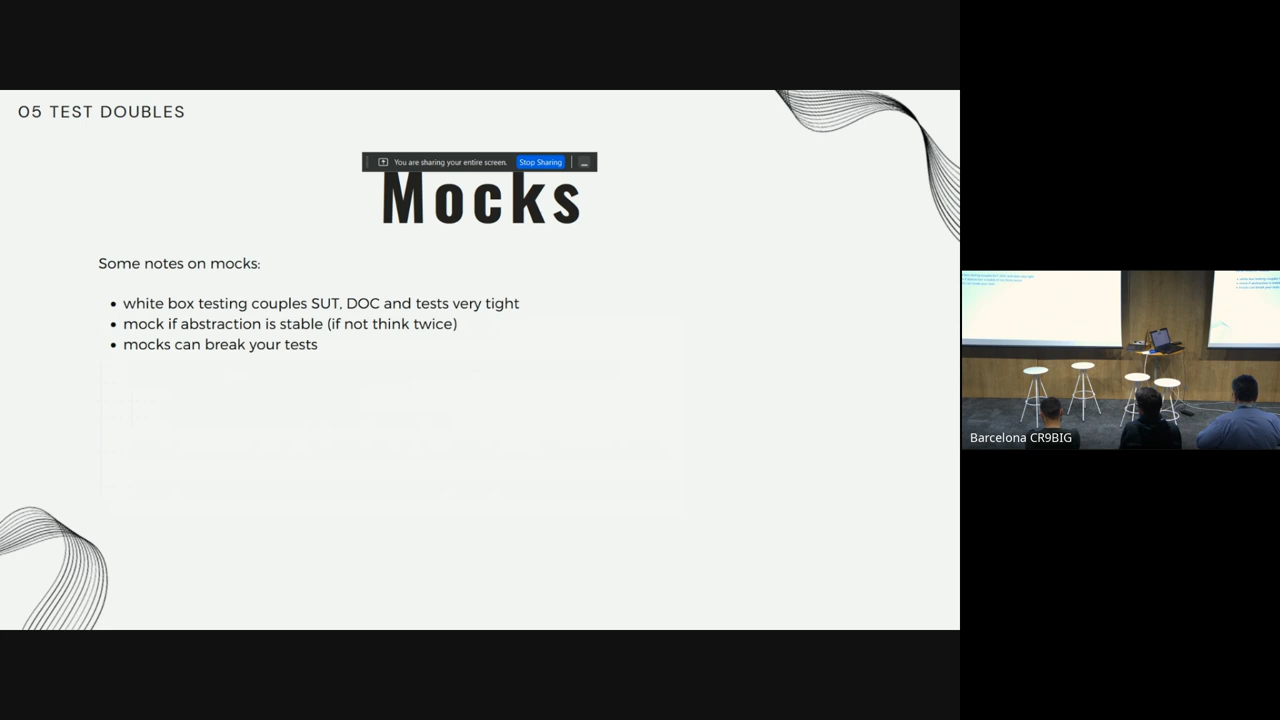 05 TEST DOUBLES
You are sharing your entire screen.
Stop Sharing
Mocks
Some notes on mocks:
• white box testing couples SUT, DOC and tests very tight
• mock if abstraction is stable (if not think twice)
• mocks can break your tests
Barcelona CR9BIG